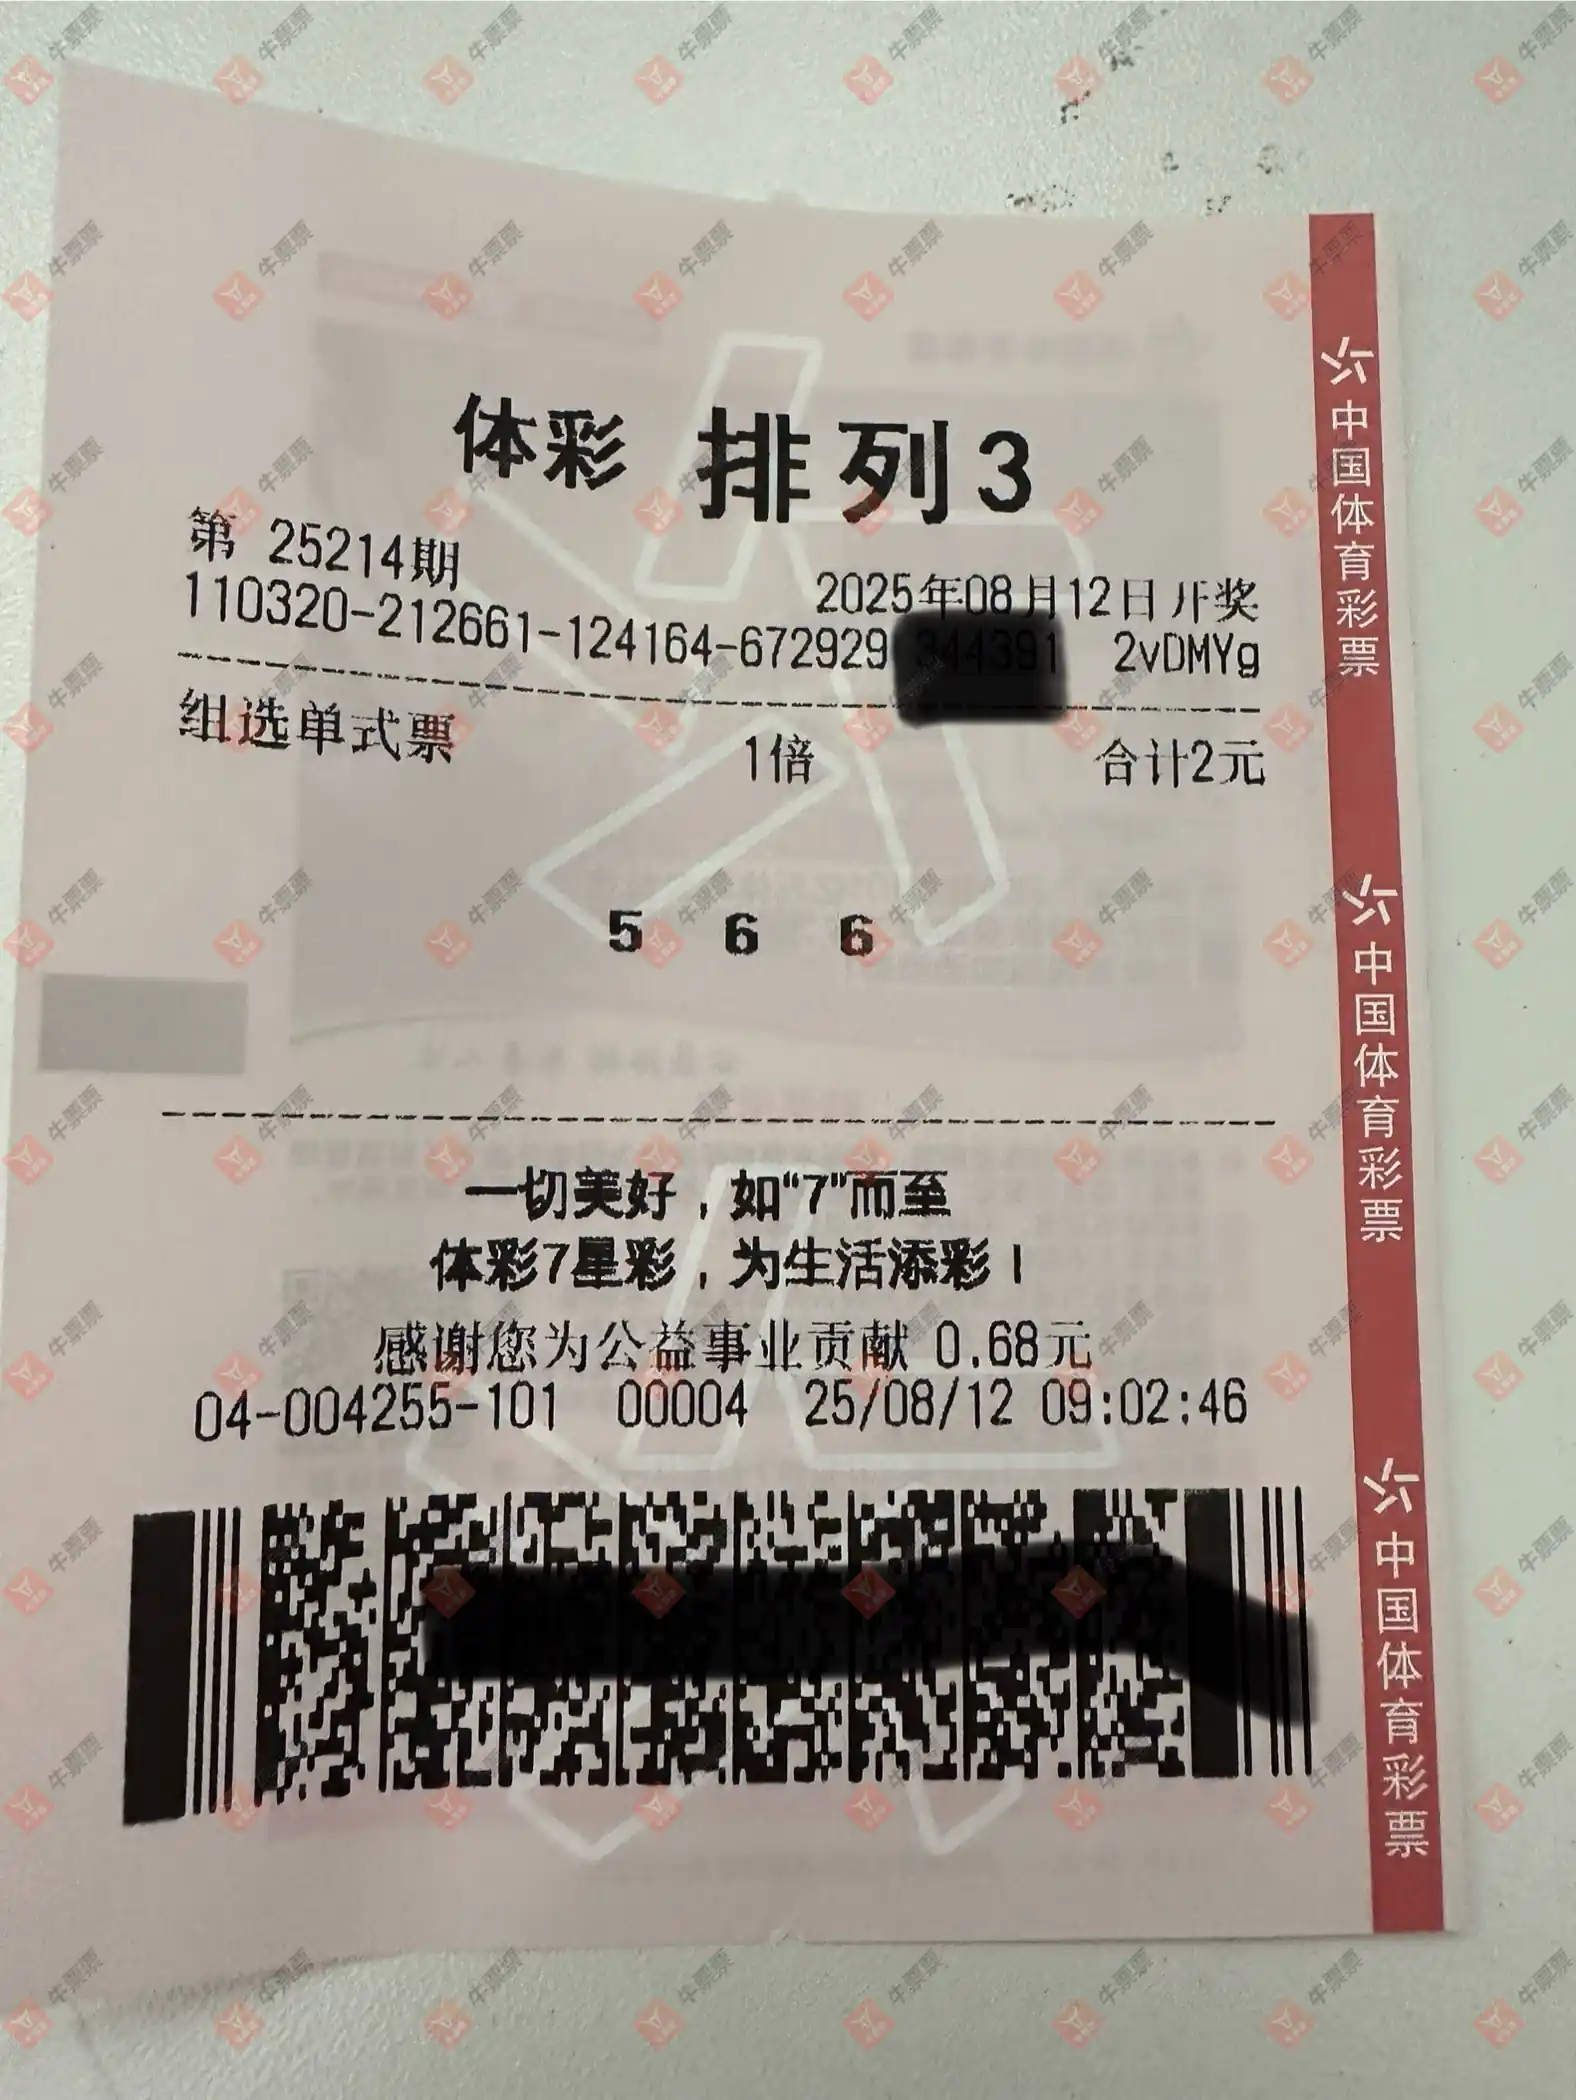 体彩 排列3
第 25214期
2025年08月12日开奖
110320-212661-124164-672929 344391 2vDMYg
组选单式票 1倍 合计2元
5 6 6
一切美好，如“7”而至
体彩7星彩，为生活添彩！
感谢您为公益事业贡献 0.68元
04-004255-101 00004 25/08/12 09:02:46
中国体育彩票
中国体育彩票
中国体育彩票
牛票票